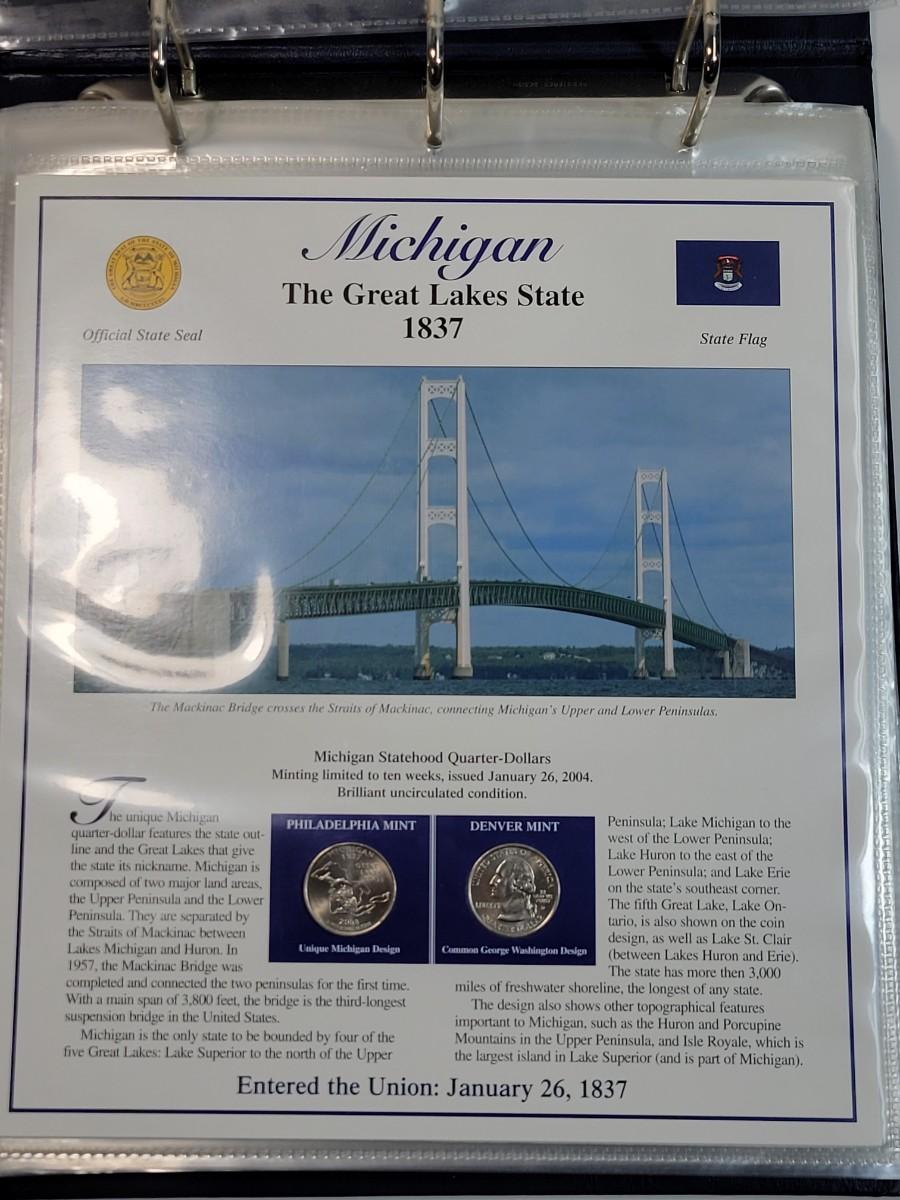 Michigan
The Great Lakes State
1837
Official State Seal
State Flag
The Mackinac Bridge crosses the Straits of Mackinac, connecting Michigan's Upper and Lower Peninsulas.
Michigan Statehood Quarter-Dollars
Minting limited to ten weeks, issued January 26, 2004.
Brilliant uncirculated condition.
The unique Michigan
quarter-dollar features the state out-
line and the Great Lakes that give
the state its nickname. Michigan is
composed of two major land areas,
the Upper Peninsula and the Lower
Peninsula. They are separated by
the Straits of Mackinac between
Lakes Michigan and Huron. In
1957, the Mackinac Bridge was
completed and connected the two peninsulas for the first time.
With a main span of 3,800 feet, the bridge is the third-longest
suspension bridge in the United States.
Michigan is the only state to be bounded by four of the
five Great Lakes: Lake Superior to the north of the Upper
PHILADELPHIA MINT
Unique Michigan Design
DENVER MINT
Common George Washington Design
Peninsula; Lake Michigan to the
west of the Lower Peninsula;
Lake Huron to the east of the
Lower Peninsula; and Lake Erie
on the state's southeast corner.
The fifth Great Lake, Lake On-
tario, is also shown on the coin
design, as well as Lake St. Clair
(between Lakes Huron and Erie).
The state has more then 3,000
miles of freshwater shoreline, the longest of any state.
The design also shows other topographical features
important to Michigan, such as the Huron and Porcupine
Mountains in the Upper Peninsula, and Isle Royale, which is
the largest island in Lake Superior (and is part of Michigan).
Entered the Union: January 26, 1837